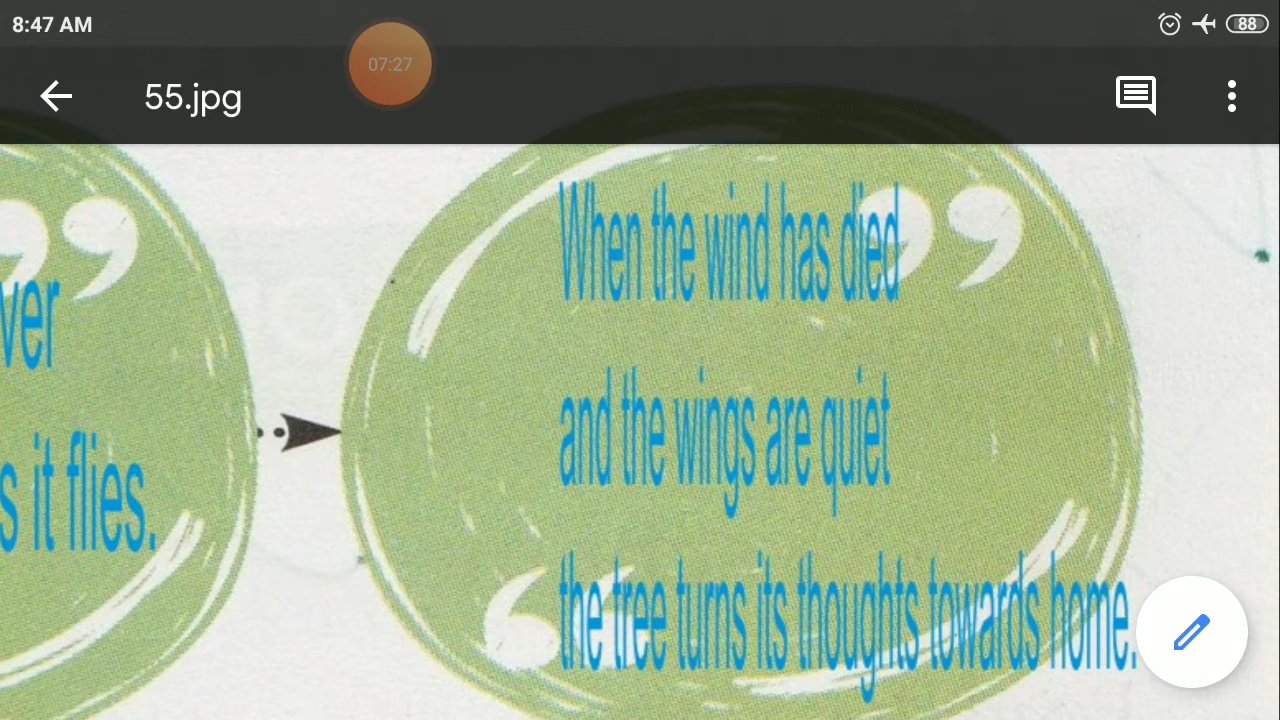 8:47 AM
88
07:27
55.jpg
ver
s it flies.
When the wind has died
and the wings are quiet
the tree turns its thoughts towards home.